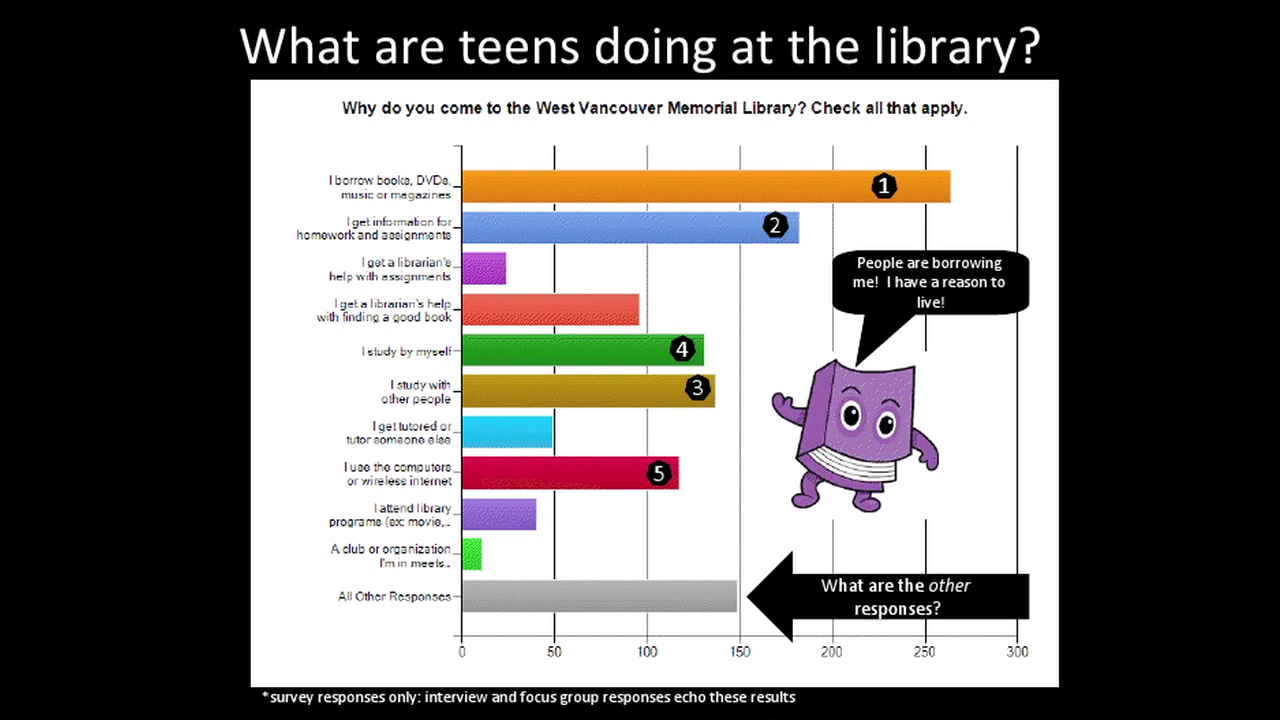 What are teens doing at the library?
Why do you come to the West Vancouver Memorial Library? Check all that apply.
I borrow books, DVDs,
music or magazines
1
I get information for
homework and assignments
2
I get a librarian's
help with assignments
I get a librarian's help
with finding a good book
I study by myself
4
I study with
other people
3
I get tutored or
tutor someone else
I use the computers
or wireless internet
5
I attend library
programs (ex: movie,..
A club or organization
I'm in meets..
All Other Responses
People are borrowing
me! I have a reason to
live!
What are the other
responses?
0 50 100 150 200 250 300
*survey responses only: interview and focus group responses echo these results